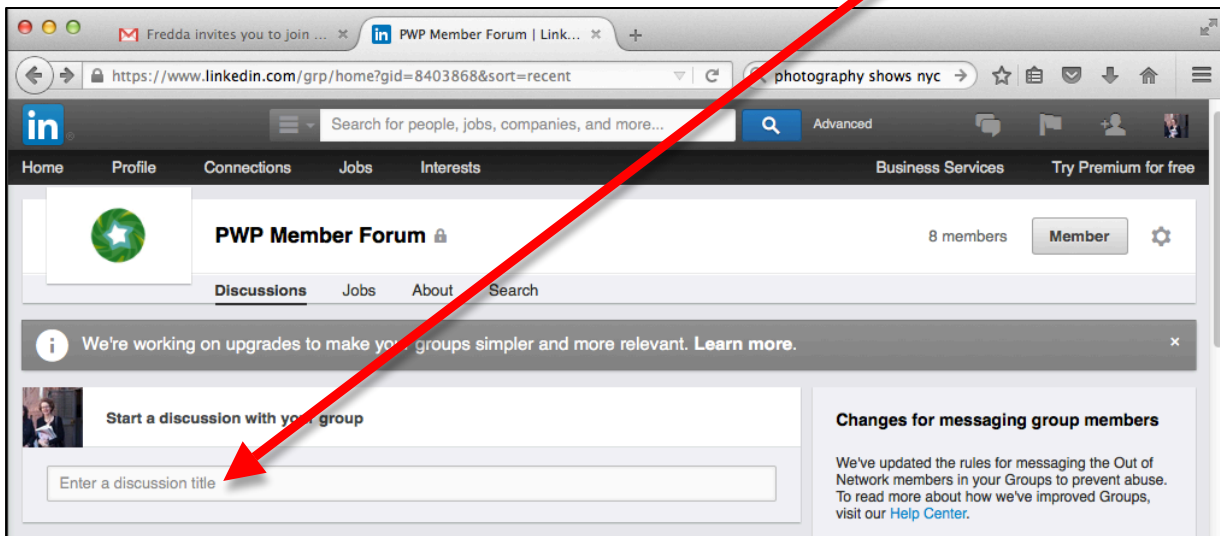 Fredda invites you to join ... ×
in PWP Member Forum | Link... × +
https://www.linkedin.com/grp/home?gid=8403868&sort=recent
photography shows nyc
in
Search for people, jobs, companies, and more...
Advanced
Home Profile Connections Jobs Interests Business Services Try Premium for free
PWP Member Forum
8 members Member
Discussions Jobs About Search
i We're working on upgrades to make your groups simpler and more relevant. Learn more. ×
Start a discussion with your group
Enter a discussion title
Changes for messaging group members
We've updated the rules for messaging the Out of
Network members in your Groups to prevent abuse.
To read more about how we've improved Groups,
visit our Help Center.